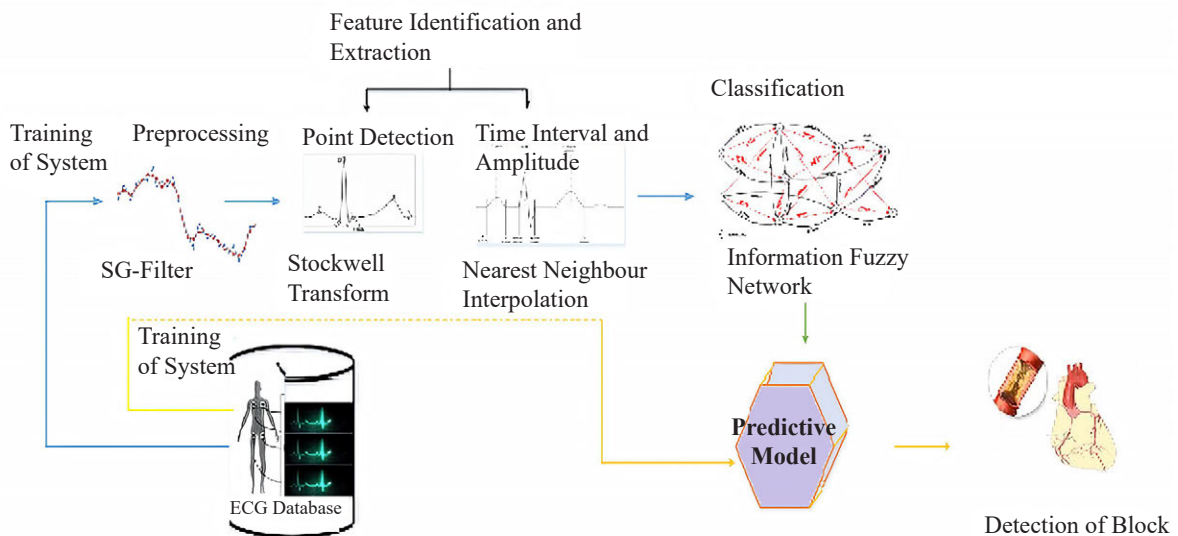 Feature Identification and
Extraction
Classification
Training
of System
Preprocessing
Point Detection
Time Interval and
Amplitude
SG-Filter
Stockwell
Transform
Nearest Neighbour
Interpolation
Information Fuzzy
Network
Training
of System
ECG Database
Predictive
Model
Detection of Block